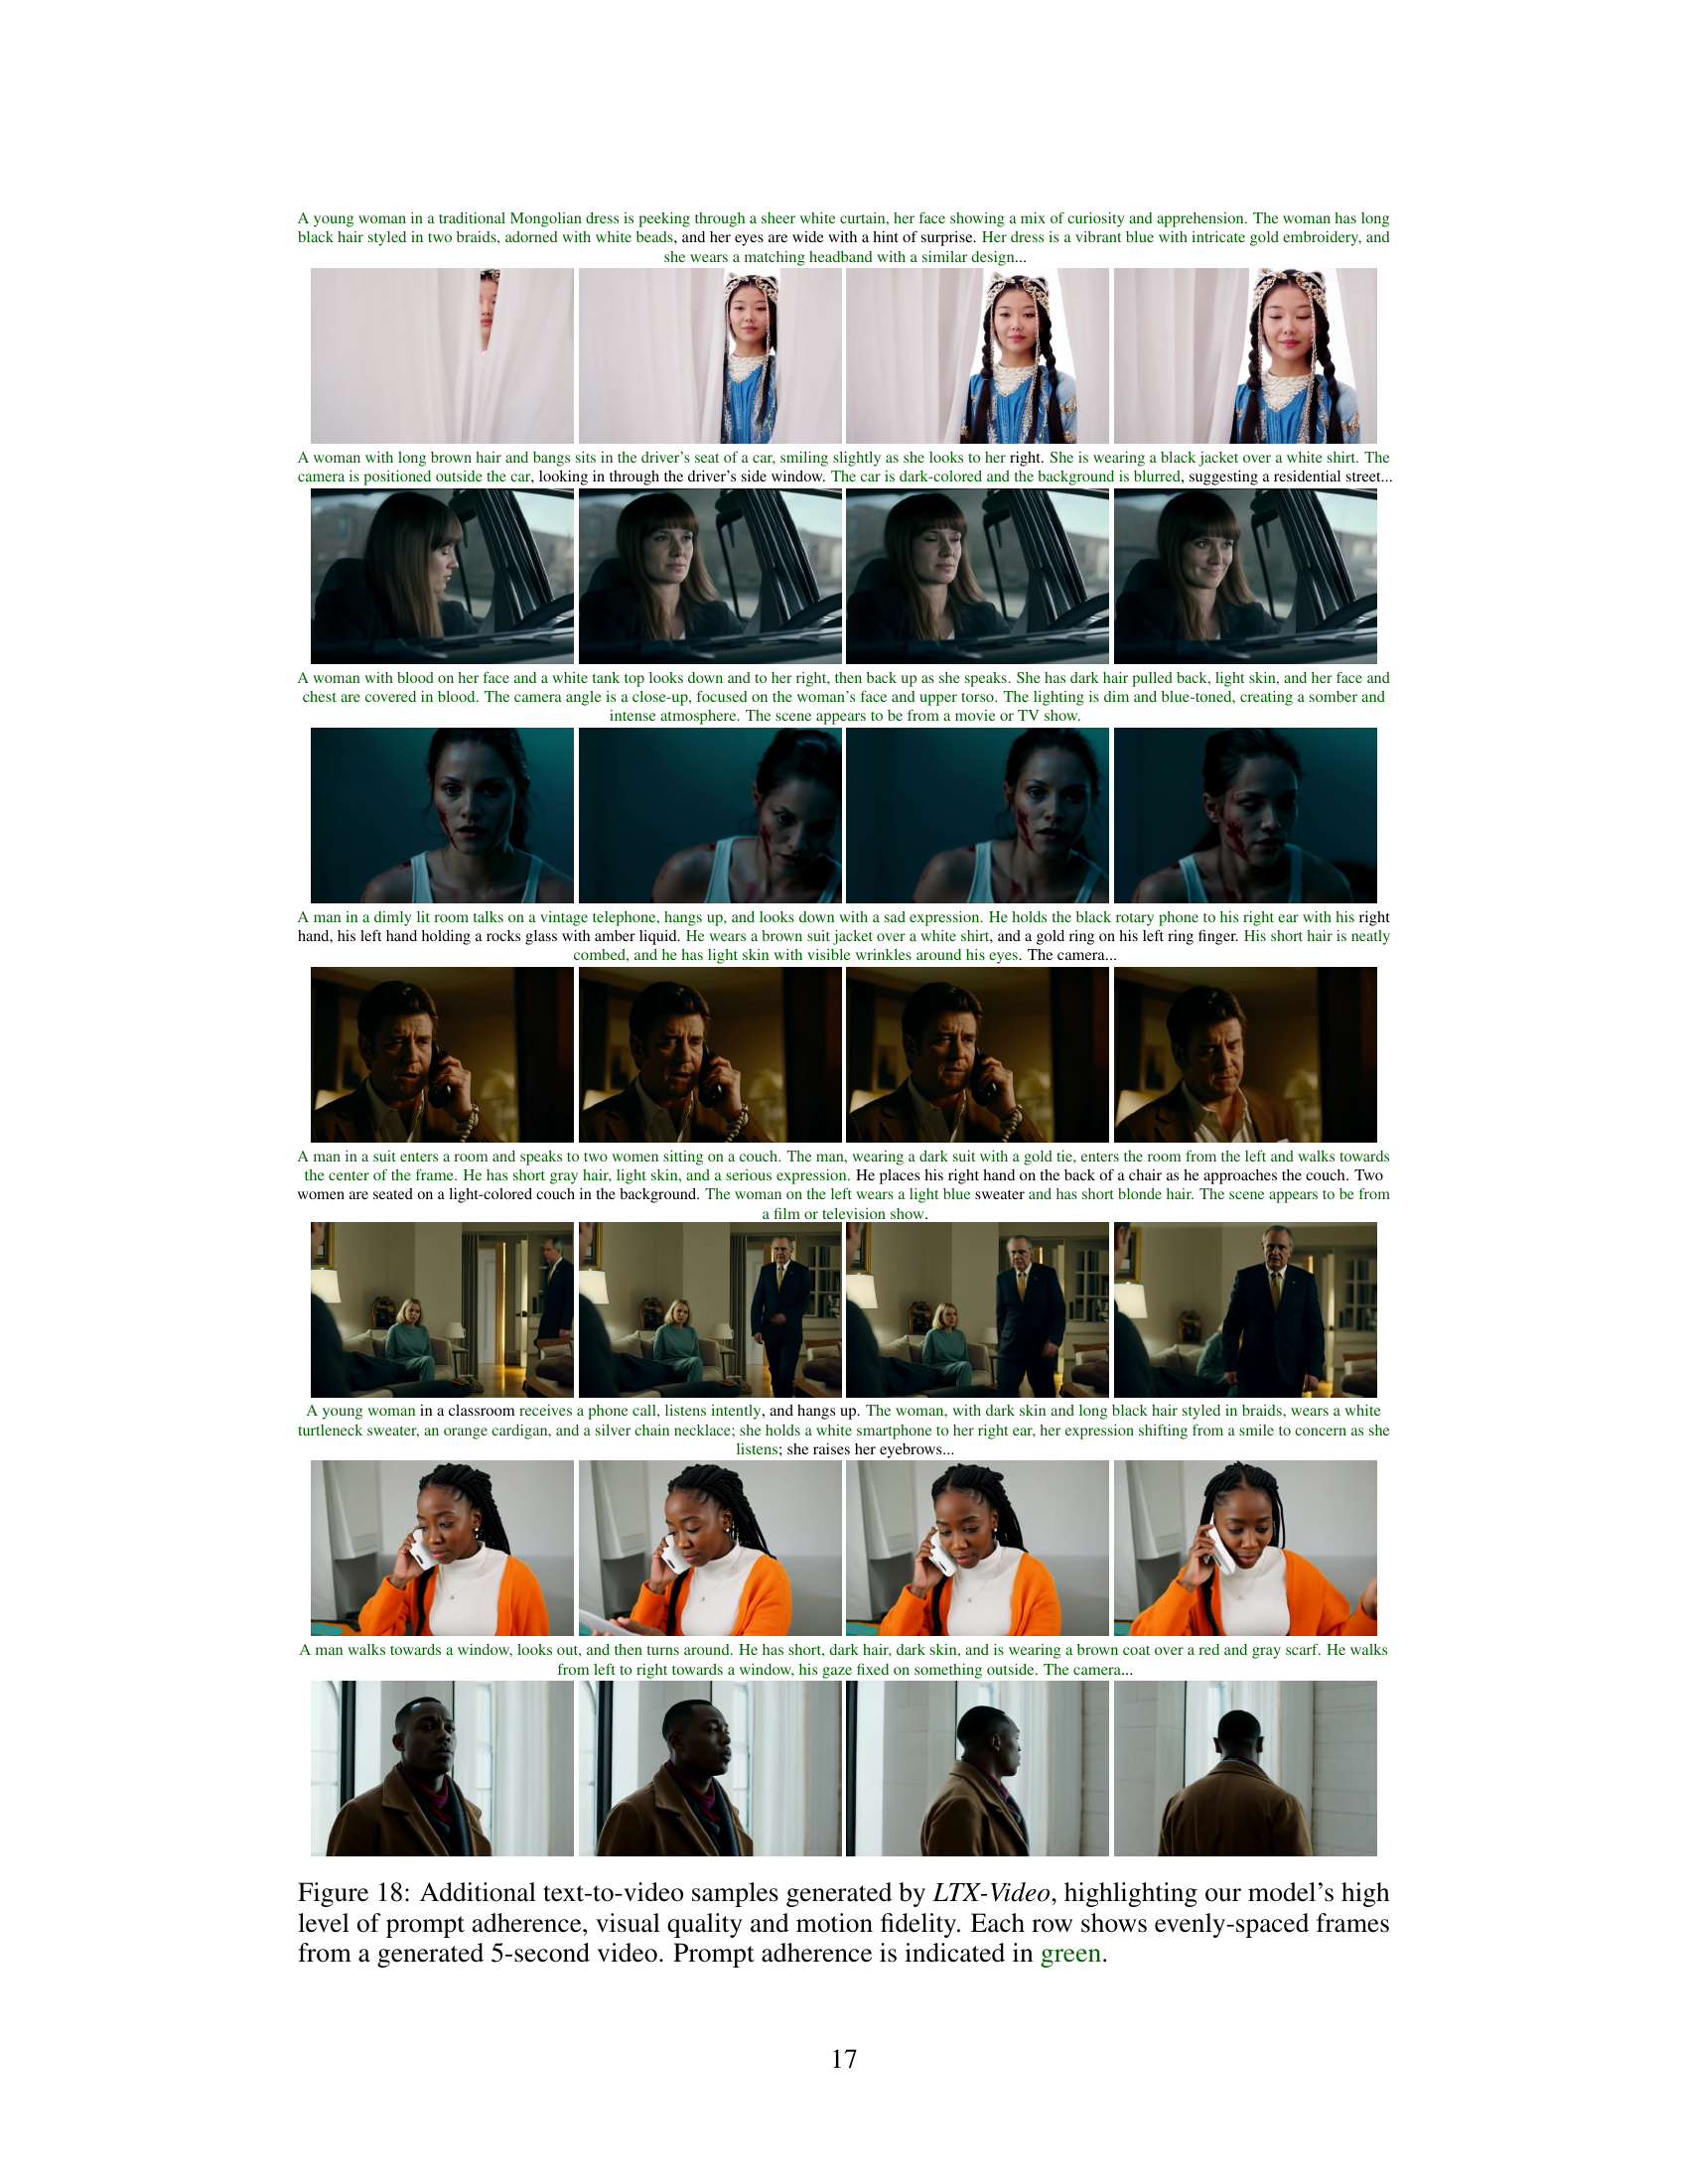 A young woman in a traditional Mongolian dress is peeking through a sheer white curtain, her face showing a mix of curiosity and apprehension. The woman has long
black hair styled in two braids, adorned with white beads, and her eyes are wide with a hint of surprise. Her dress is a vibrant blue with intricate gold embroidery, and
she wears a matching headband with a similar design...
A woman with long brown hair and bangs sits in the driver's seat of a car, smiling slightly as she looks to her right. She is wearing a black jacket over a white shirt. The
camera is positioned outside the car, looking in through the driver's side window. The car is dark-colored and the background is blurred, suggesting a residential street...
A woman with blood on her face and a white tank top looks down and to her right, then back up as she speaks. She has dark hair pulled back, light skin, and her face and
chest are covered in blood. The camera angle is a close-up, focused on the woman's face and upper torso. The lighting is dim and blue-toned, creating a somber and
intense atmosphere. The scene appears to be from a movie or TV show.
A man in a dimly lit room talks on a vintage telephone, hangs up, and looks down with a sad expression. He holds the black rotary phone to his right ear with his right
hand, his left hand holding a rocks glass with amber liquid. He wears a brown suit jacket over a white shirt, and a gold ring on his left ring finger. His short hair is neatly
combed, and he has light skin with visible wrinkles around his eyes. The camera...
A man in a suit enters a room and speaks to two women sitting on a couch. The man, wearing a dark suit with a gold tie, enters the room from the left and walks towards
the center of the frame. He has short gray hair, light skin, and a serious expression. He places his right hand on the back of a chair as he approaches the couch. Two
women are seated on a light-colored couch in the background. The woman on the left wears a light blue sweater and has short blonde hair. The scene appears to be from
a film or television show.
A young woman in a classroom receives a phone call, listens intently, and hangs up. The woman, with dark skin and long black hair styled in braids, wears a white
turtleneck sweater, an orange cardigan, and a silver chain necklace; she holds a white smartphone to her right ear, her expression shifting from a smile to concern as she
listens; she raises her eyebrows...
A man walks towards a window, looks out, and then turns around. He has short, dark hair, dark skin, and is wearing a brown coat over a red and gray scarf. He walks
from left to right towards a window, his gaze fixed on something outside. The camera...
Figure 18: Additional text-to-video samples generated by LTX-Video, highlighting our model's high
level of prompt adherence, visual quality and motion fidelity. Each row shows evenly-spaced frames
from a generated 5-second video. Prompt adherence is indicated in green.
17